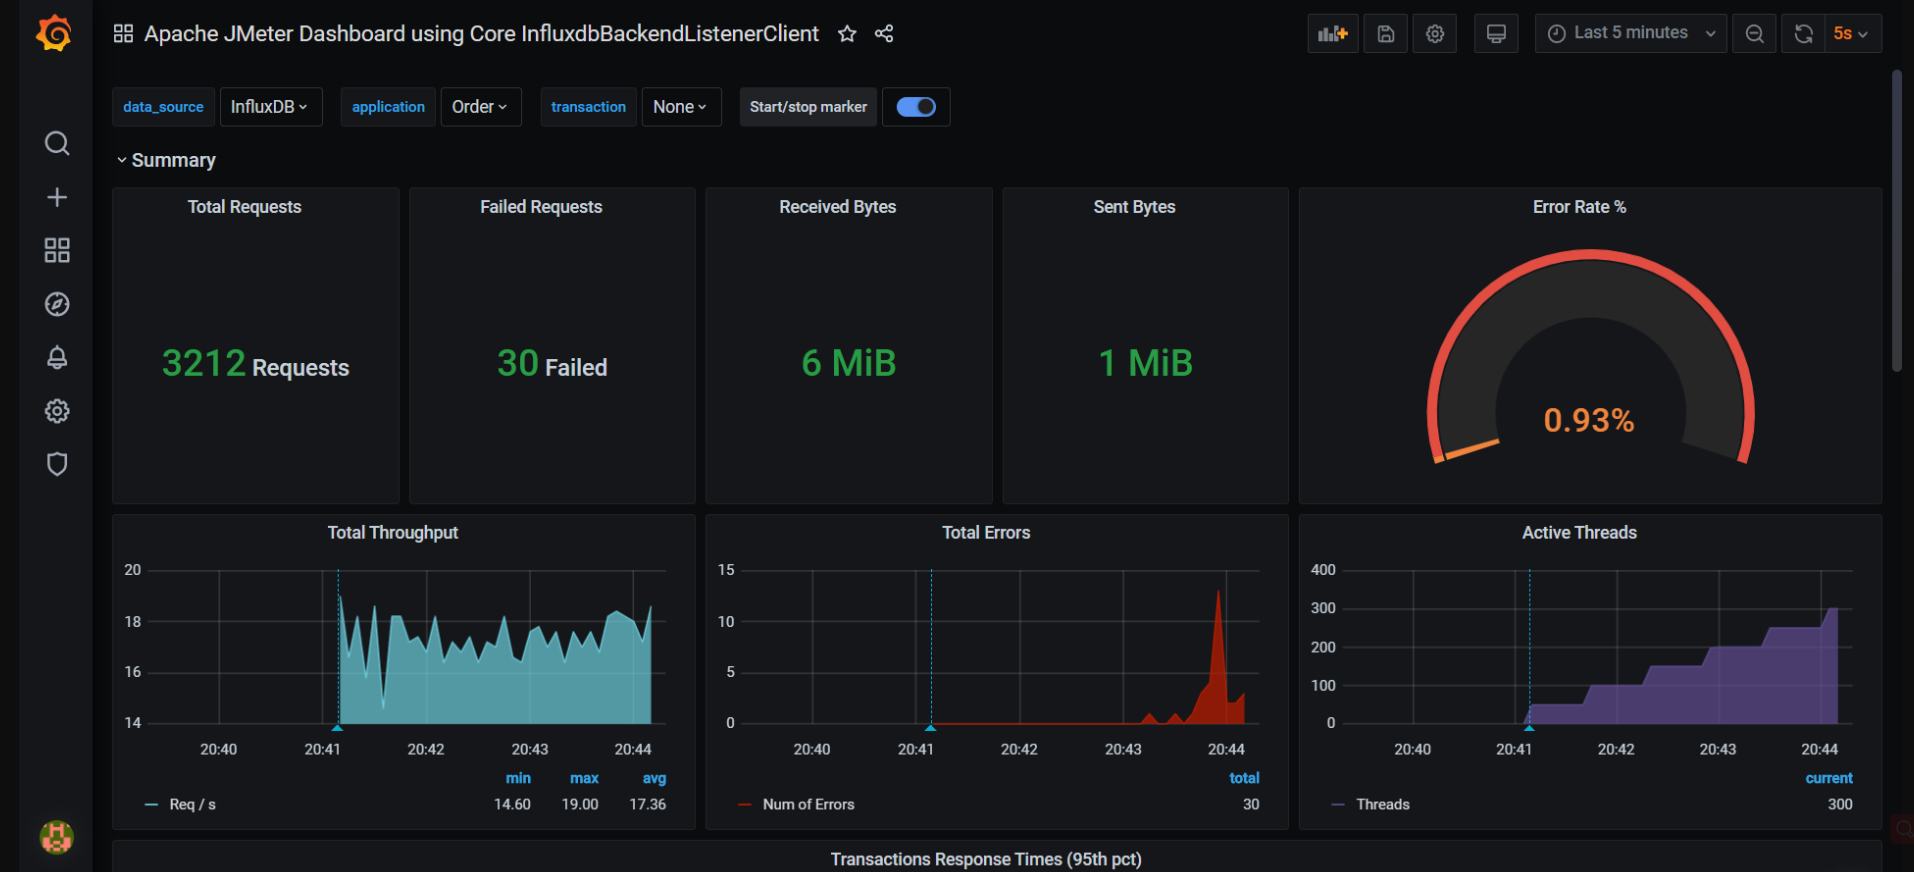 Apache JMeter Dashboard using Core InfluxdbBackendListenerClient
Last 5 minutes
5s
data_source InfluxDB application Order transaction None Start/stop marker
Summary
Total Requests
3212 Requests
Failed Requests
30 Failed
Received Bytes
6 MiB
Sent Bytes
1 MiB
Error Rate %
0.93%
Total Throughput
20
18
16
14
20:40 20:41 20:42 20:43 20:44
min max avg
Req / s 14.60 19.00 17.36
Total Errors
15
10
5
0
20:40 20:41 20:42 20:43 20:44
total
Num of Errors 30
Active Threads
400
300
200
100
0
20:40 20:41 20:42 20:43 20:44
current
Threads 300
Transactions Response Times (95th pct)